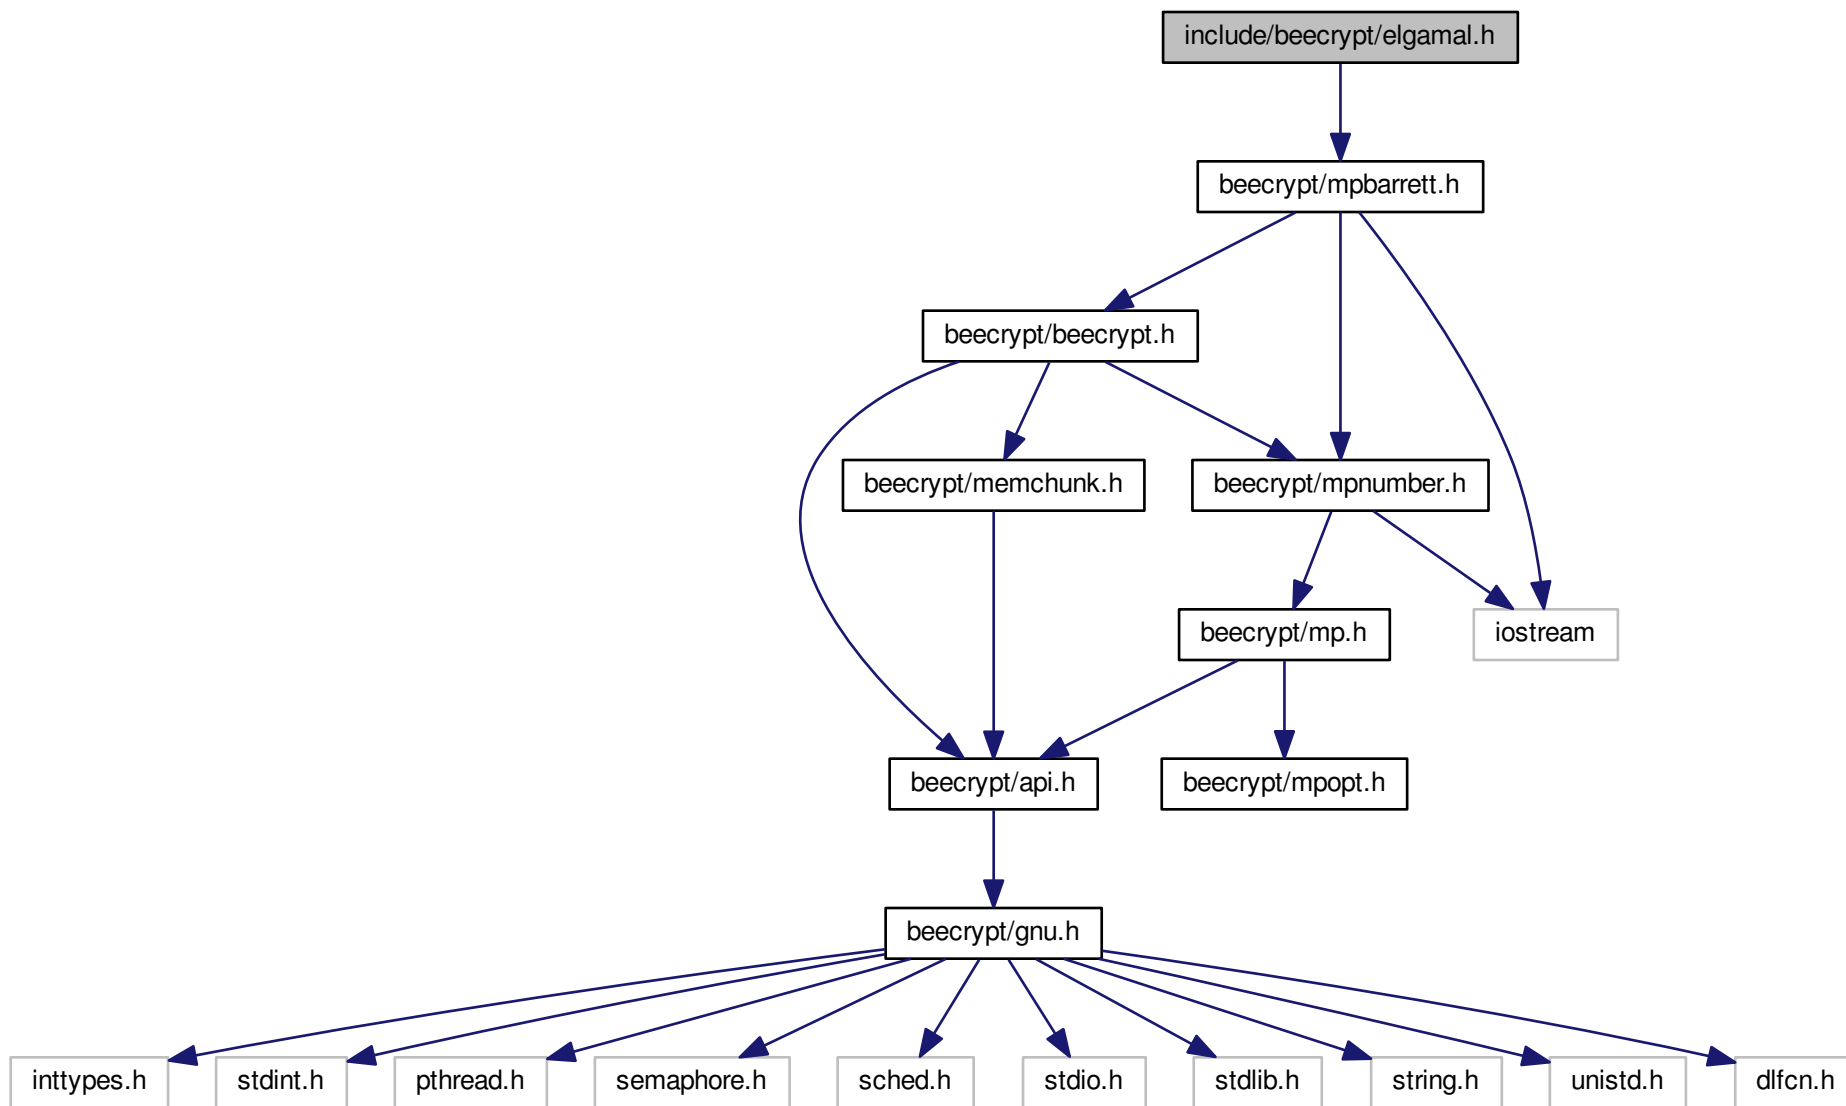 include/beecrypt/elgamal.h
beecrypt/mpbarrett.h
beecrypt/beecrypt.h
beecrypt/memchunk.h
beecrypt/mpnumber.h
beecrypt/mp.h
iostream
beecrypt/api.h
beecrypt/mpopt.h
beecrypt/gnu.h
inttypes.h
stdint.h
pthread.h
semaphore.h
sched.h
stdio.h
stdlib.h
string.h
unistd.h
dlfcn.h